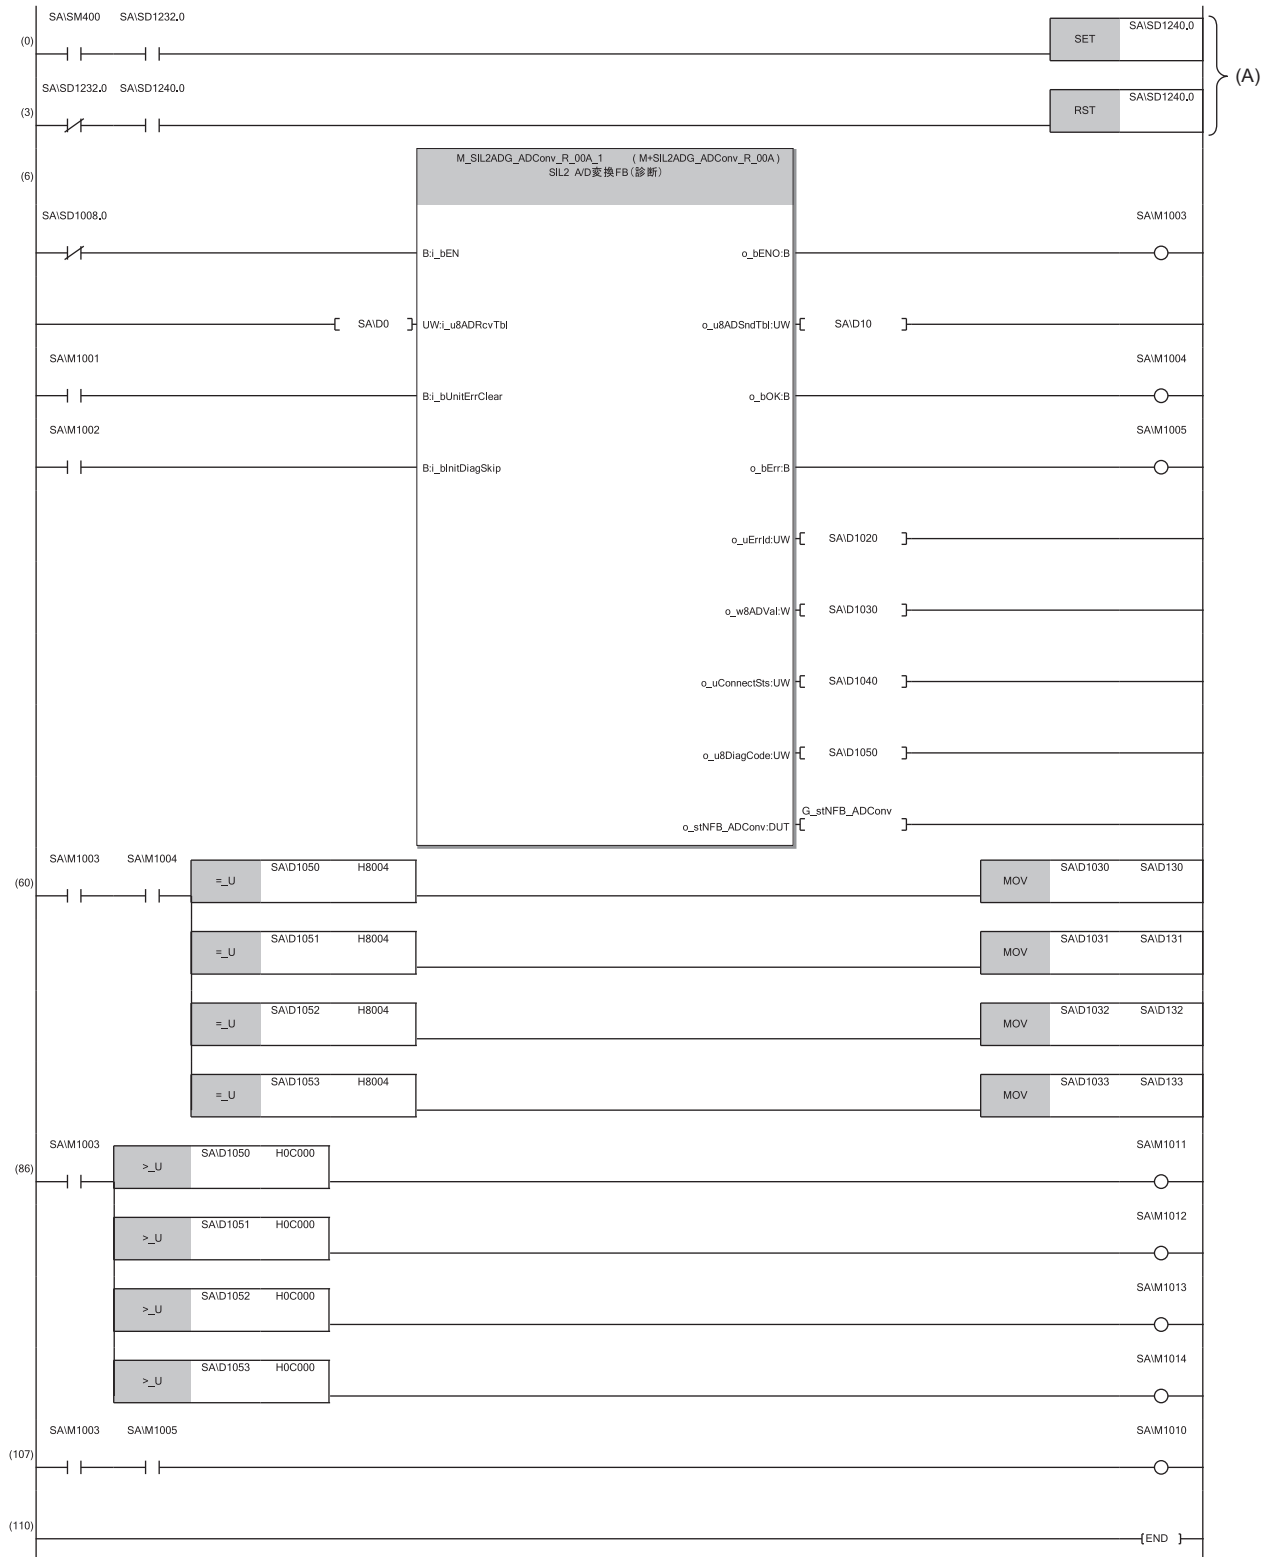 SA\SM400 SA\SD1232.0
(0) SET SA\SD1240.0
(A)
SA\SD1232.0 SA\SD1240.0
(3) RST SA\SD1240.0
(6) M_SIL2ADG_ADConv_R_00A_1 (M+SIL2ADG_ADConv_R_00A)
SIL2 A/D変換FB(診断)
SA\SD1008.0 SA\M1003
B:i_bEN o_bENO:B
SA\D0 UW:i_u8ADRcvTbl o_u8ADSndTbl:UW SA\D10
SA\M1001 SA\M1004
B:i_bUnitErrClear o_bOK:B
SA\M1002 SA\M1005
B:i_bInitDiagSkip o_bErr:B
o_uErrId:UW SA\D1020
o_w8ADVal:W SA\D1030
o_uConnectSts:UW SA\D1040
o_u8DiagCode:UW SA\D1050
G_stNFB_ADConv
o_stNFB_ADConv:DUT
SA\M1003 SA\M1004
(60) =_U SA\D1050 H8004 MOV SA\D1030 SA\D130
=_U SA\D1051 H8004 MOV SA\D1031 SA\D131
=_U SA\D1052 H8004 MOV SA\D1032 SA\D132
=_U SA\D1053 H8004 MOV SA\D1033 SA\D133
SA\M1003 SA\M1011
(86) >_U SA\D1050 H0C000
SA\M1012
>_U SA\D1051 H0C000
SA\M1013
>_U SA\D1052 H0C000
SA\M1014
>_U SA\D1053 H0C000
SA\M1003 SA\M1005 SA\M1010
(107)
(110) END